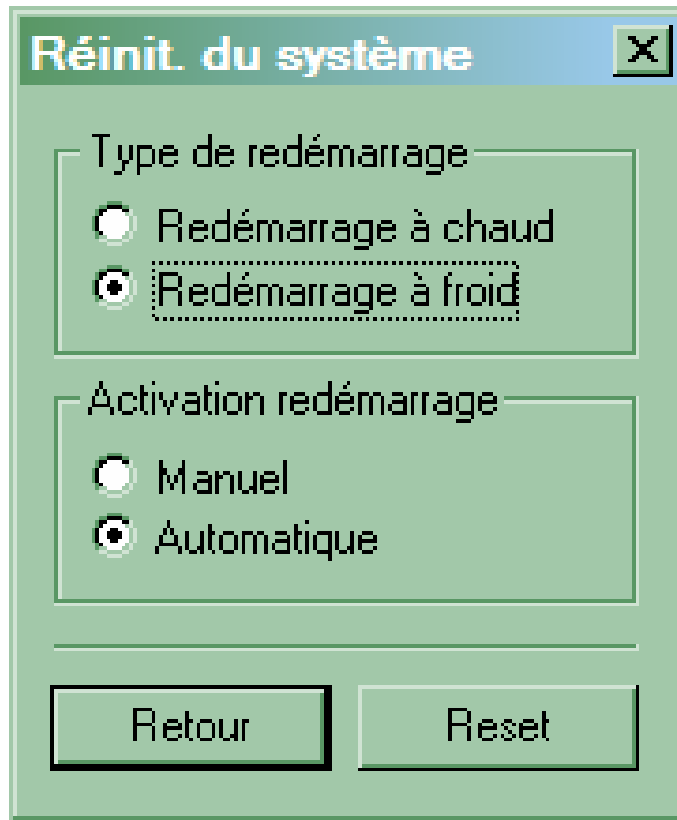 Réinit. du système
Type de redémarrage
Redémarrage à chaud
Redémarrage à froid
Activation redémarrage
Manuel
Automatique
Retour
Reset